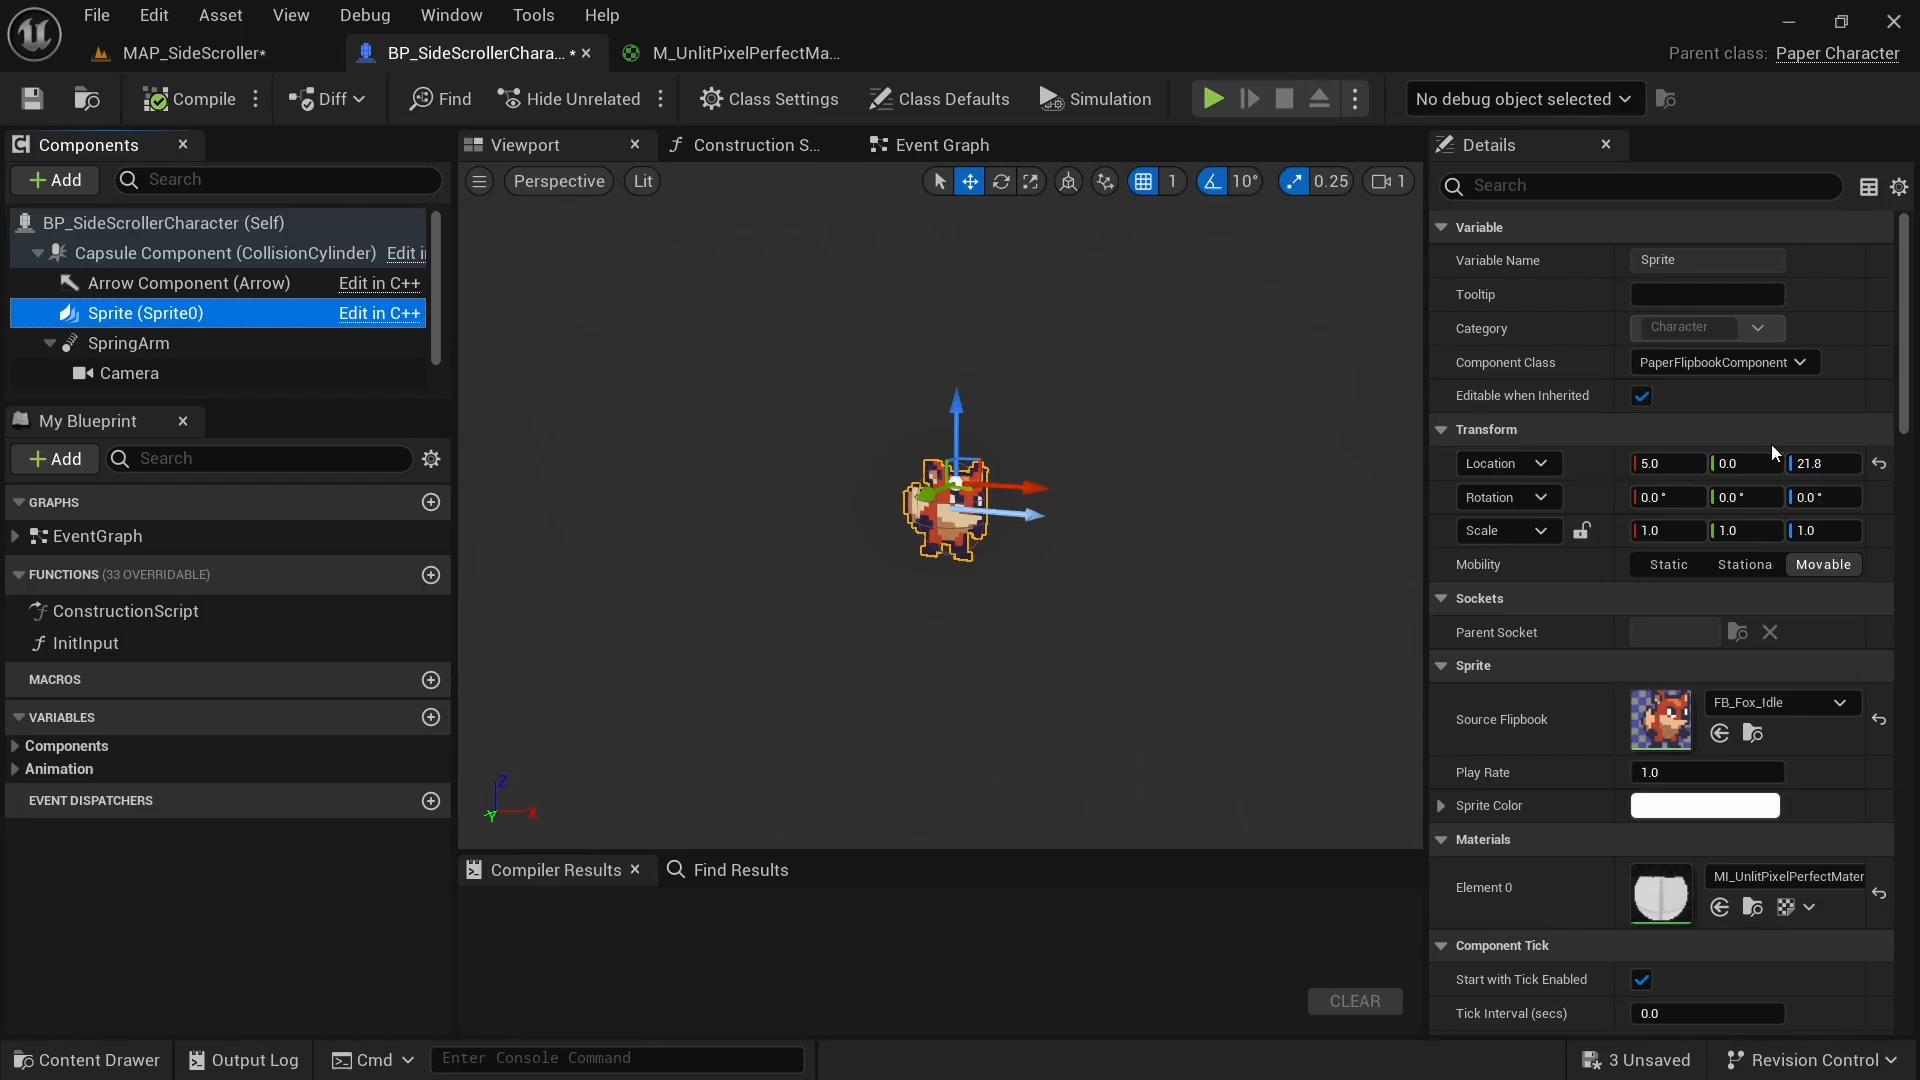 File Edit Asset View Debug Window Tools Help
MAP_SideScroller* BP_SideScrollerChara... * M_UnlitPixelPerfectMa... Parent class: Paper Character
Compile Diff Find Hide Unrelated Class Settings Class Defaults Simulation No debug object selected
Components Viewport Construction S... Event Graph Details
Add Search Perspective Lit 1 10° 0.25 1 Search
BP_SideScrollerCharacter (Self) Variable
Capsule Component (CollisionCylinder) Edit i Variable Name Sprite
Arrow Component (Arrow) Edit in C++ Tooltip
Sprite (Sprite0) Edit in C++ Category Character
SpringArm Component Class PaperFlipbookComponent
Camera Editable when Inherited
My Blueprint Transform
Add Search Location 5.0 0.0 21.8
GRAPHS Rotation 0.0 ° 0.0 ° 0.0 °
EventGraph Scale 1.0 1.0 1.0
FUNCTIONS (33 OVERRIDABLE) Mobility Static Stationa Movable
ConstructionScript Sockets
InitInput Parent Socket
MACROS Sprite
VARIABLES Source Flipbook FB_Fox_Idle
Components
Animation Play Rate 1.0
EVENT DISPATCHERS Sprite Color
Z
Y X
Materials
Compiler Results Find Results Element 0 MI_UnlitPixelPerfectMater
Component Tick
Start with Tick Enabled
CLEAR Tick Interval (secs) 0.0
Content Drawer Output Log Cmd Enter Console Command 3 Unsaved Revision Control